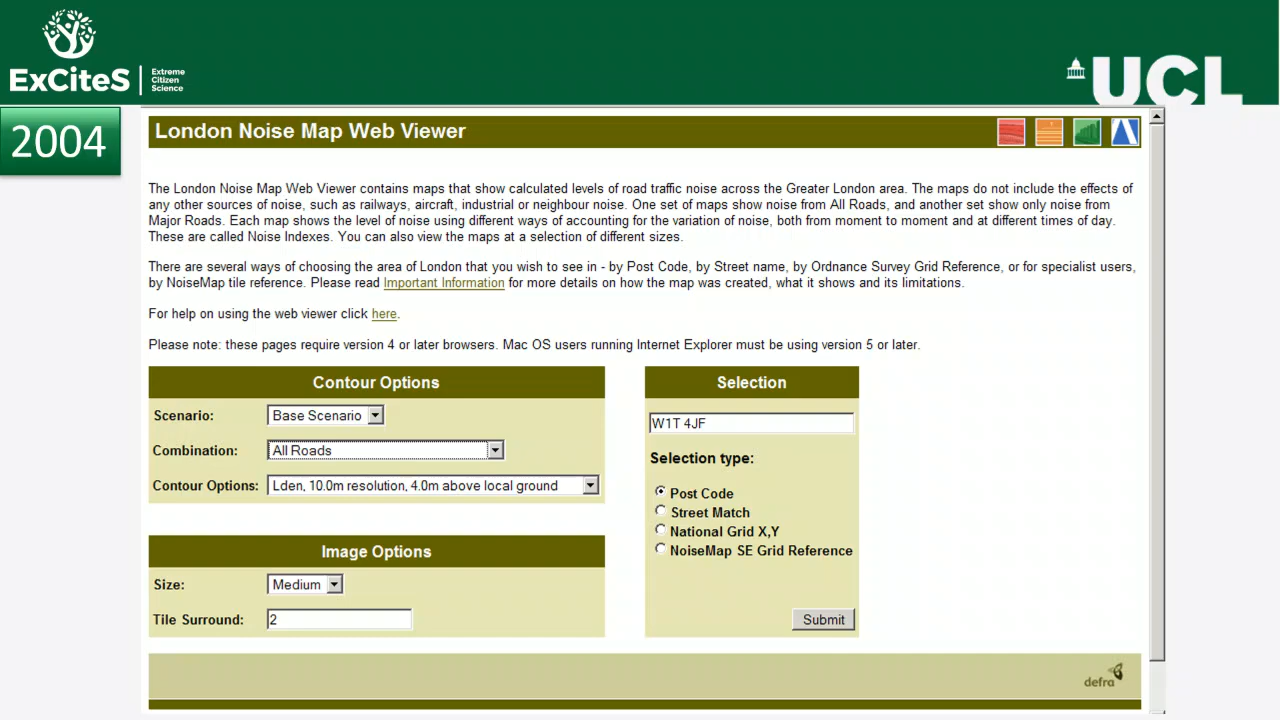 ExCiteS
Extreme
Citizen
Science
UCL
2004
London Noise Map Web Viewer
The London Noise Map Web Viewer contains maps that show calculated levels of road traffic noise across the Greater London area. The maps do not include the effects of
any other sources of noise, such as railways, aircraft, industrial or neighbour noise. One set of maps show noise from All Roads, and another set show only noise from
Major Roads. Each map shows the level of noise using different ways of accounting for the variation of noise, both from moment to moment and at different times of day.
These are called Noise Indexes. You can also view the maps at a selection of different sizes.
There are several ways of choosing the area of London that you wish to see in - by Post Code, by Street name, by Ordnance Survey Grid Reference, or for specialist users,
by NoiseMap tile reference. Please read Important Information for more details on how the map was created, what it shows and its limitations.
For help on using the web viewer click here.
Please note: these pages require version 4 or later browsers. Mac OS users running Internet Explorer must be using version 5 or later.
Contour Options
Scenario: Base Scenario
Combination: All Roads
Contour Options: Lden, 10.0m resolution, 4.0m above local ground
Image Options
Size: Medium
Tile Surround: 2
Selection
W1T 4JF
Selection type:
Post Code
Street Match
National Grid X,Y
NoiseMap SE Grid Reference
Submit
defra